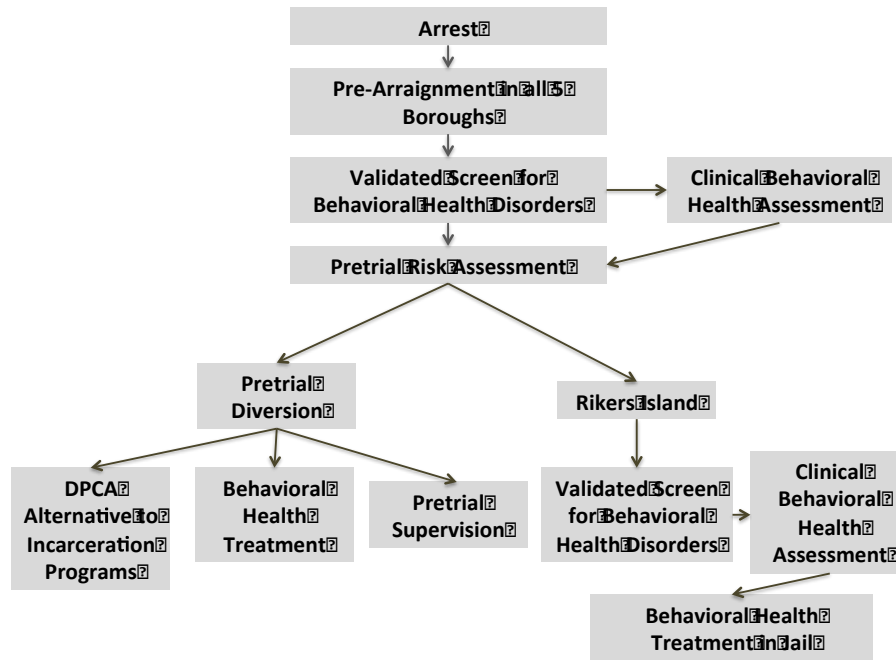 Arrest
Pre-Arraignment in all 5
Boroughs
Validated Screen for
Behavioral Health Disorders
Clinical Behavioral
Health Assessment
Pretrial Risk Assessment
Pretrial
Diversion
Rikers Island
DPCA
Alternative to
Incarceration
Programs
Behavioral
Health
Treatment
Pretrial
Supervision
Validated Screen
for Behavioral
Health Disorders
Clinical
Behavioral
Health
Assessment
Behavioral Health
Treatment in Jail